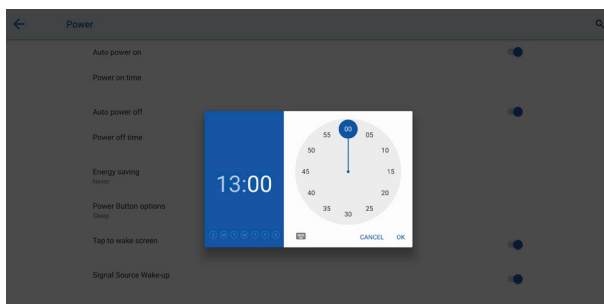 Power
Auto power on
Power on time
Auto power off
Power off time
Energy saving
Never
Power Button options
Sleep
Tap to wake screen
Signal Source Wake-up
13:00
S M T W T F S
00
05
10
15
20
25
30
35
40
45
50
55
CANCEL OK